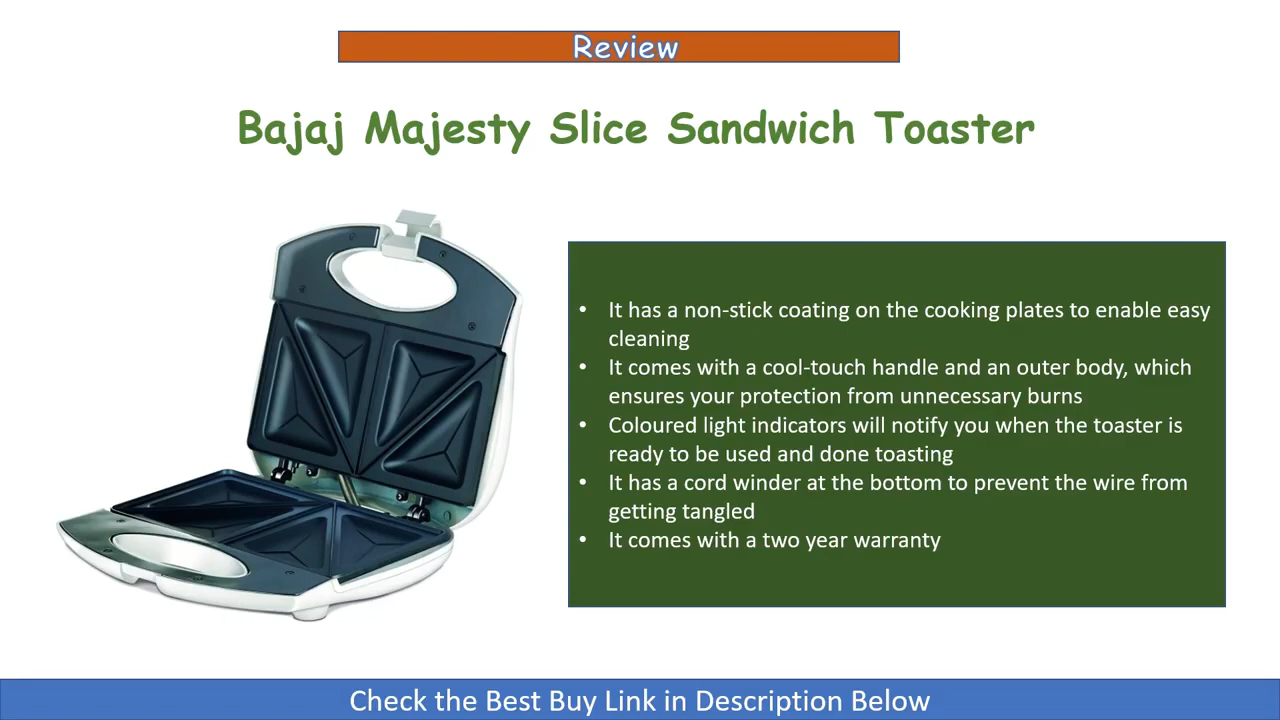 Review
Bajaj Majesty Slice Sandwich Toaster
• It has a non-stick coating on the cooking plates to enable easy
cleaning
• It comes with a cool-touch handle and an outer body, which
ensures your protection from unnecessary burns
• Coloured light indicators will notify you when the toaster is
ready to be used and done toasting
• It has a cord winder at the bottom to prevent the wire from
getting tangled
• It comes with a two year warranty
Check the Best Buy Link in Description Below